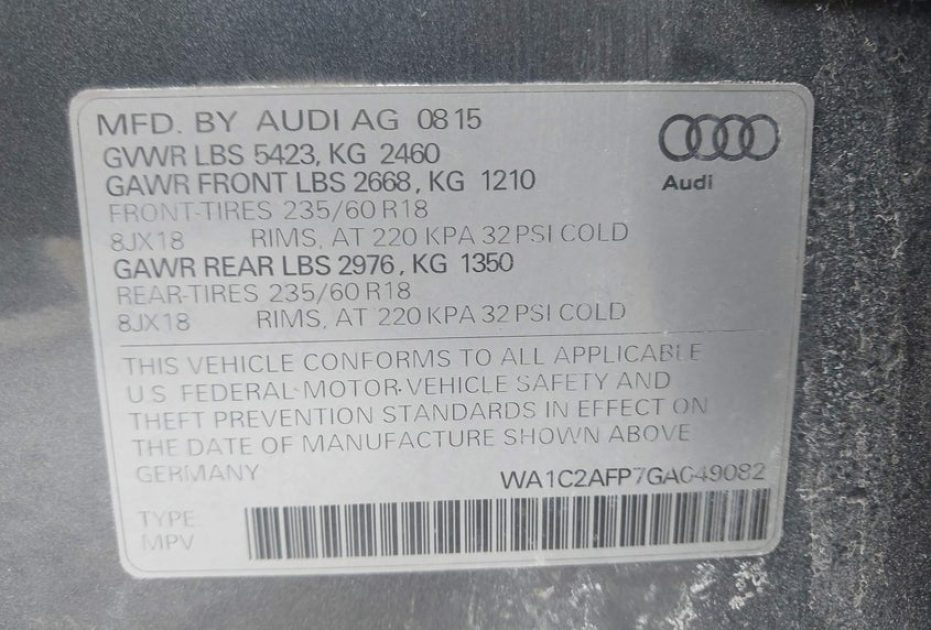 MFD. BY AUDI AG 08 15
GVWR LBS 5423, KG 2460
GAWR FRONT LBS 2668, KG 1210
FRONT-TIRES 235/60 R18
8JX18 RIMS, AT 220 KPA 32 PSI COLD
GAWR REAR LBS 2976, KG 1350
REAR-TIRES 235/60 R18
8JX18 RIMS, AT 220 KPA 32 PSI COLD
Audi
THIS VEHICLE CONFORMS TO ALL APPLICABLE
U.S. FEDERAL MOTOR VEHICLE SAFETY AND
THEFT PREVENTION STANDARDS IN EFFECT ON
THE DATE OF MANUFACTURE SHOWN ABOVE
GERMANY WA1C2AFP7GA049082
TYPE:
MPV